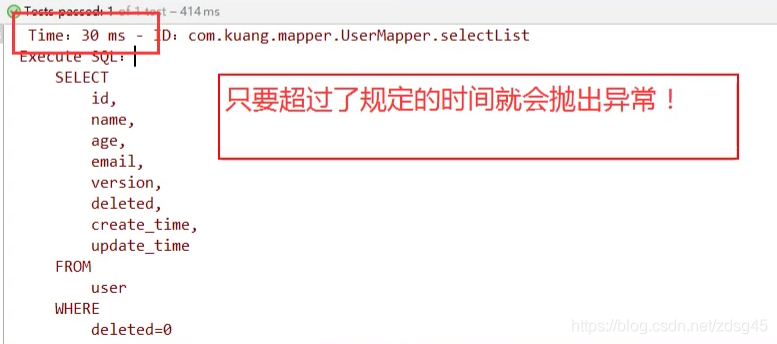 Tests passed: 1 of 1 test – 414 ms
Time：30 ms - ID：com.kuang.mapper.UserMapper.selectList
Execute SQL：
SELECT
id,
name,
age,
email,
version,
deleted,
create_time,
update_time
FROM
user
WHERE
deleted=0
只要超过了规定的时间就会抛出异常！
https://blog.csdn.net/zdsg45